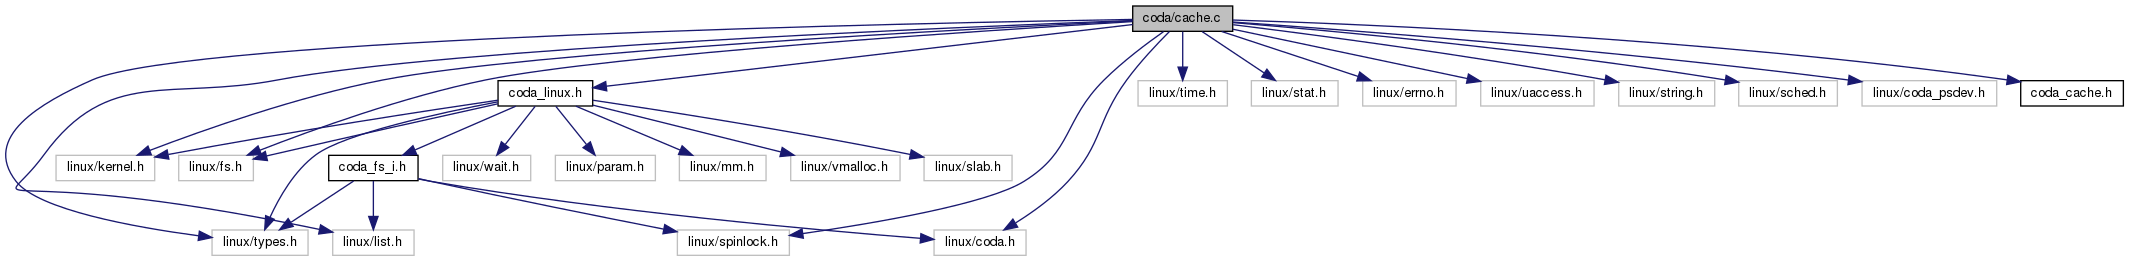 coda/cache.c
coda_linux.h
linux/time.h
linux/stat.h
linux/errno.h
linux/uaccess.h
linux/string.h
linux/sched.h
linux/coda_psdev.h
coda_cache.h
linux/kernel.h
linux/fs.h
coda_fs_i.h
linux/wait.h
linux/param.h
linux/mm.h
linux/vmalloc.h
linux/slab.h
linux/types.h
linux/list.h
linux/spinlock.h
linux/coda.h